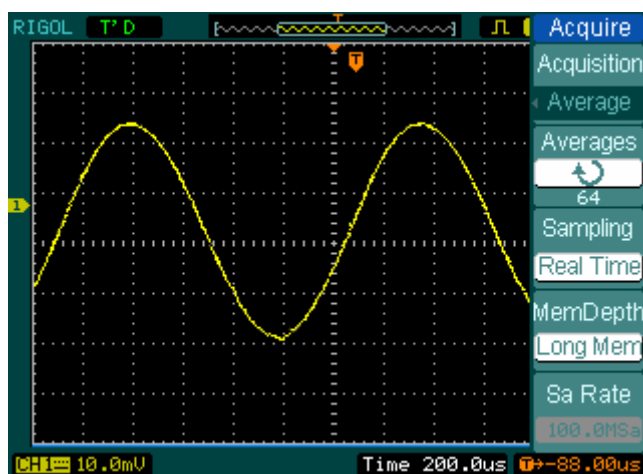 RIGOL T'D
T
T
1
Acquire
Acquisition
Average
Averages
64
Sampling
Real Time
MemDepth
Long Mem
Sa Rate
100.0MSa
CH1 10.0mV
Time 200.0us
T→-88.00us